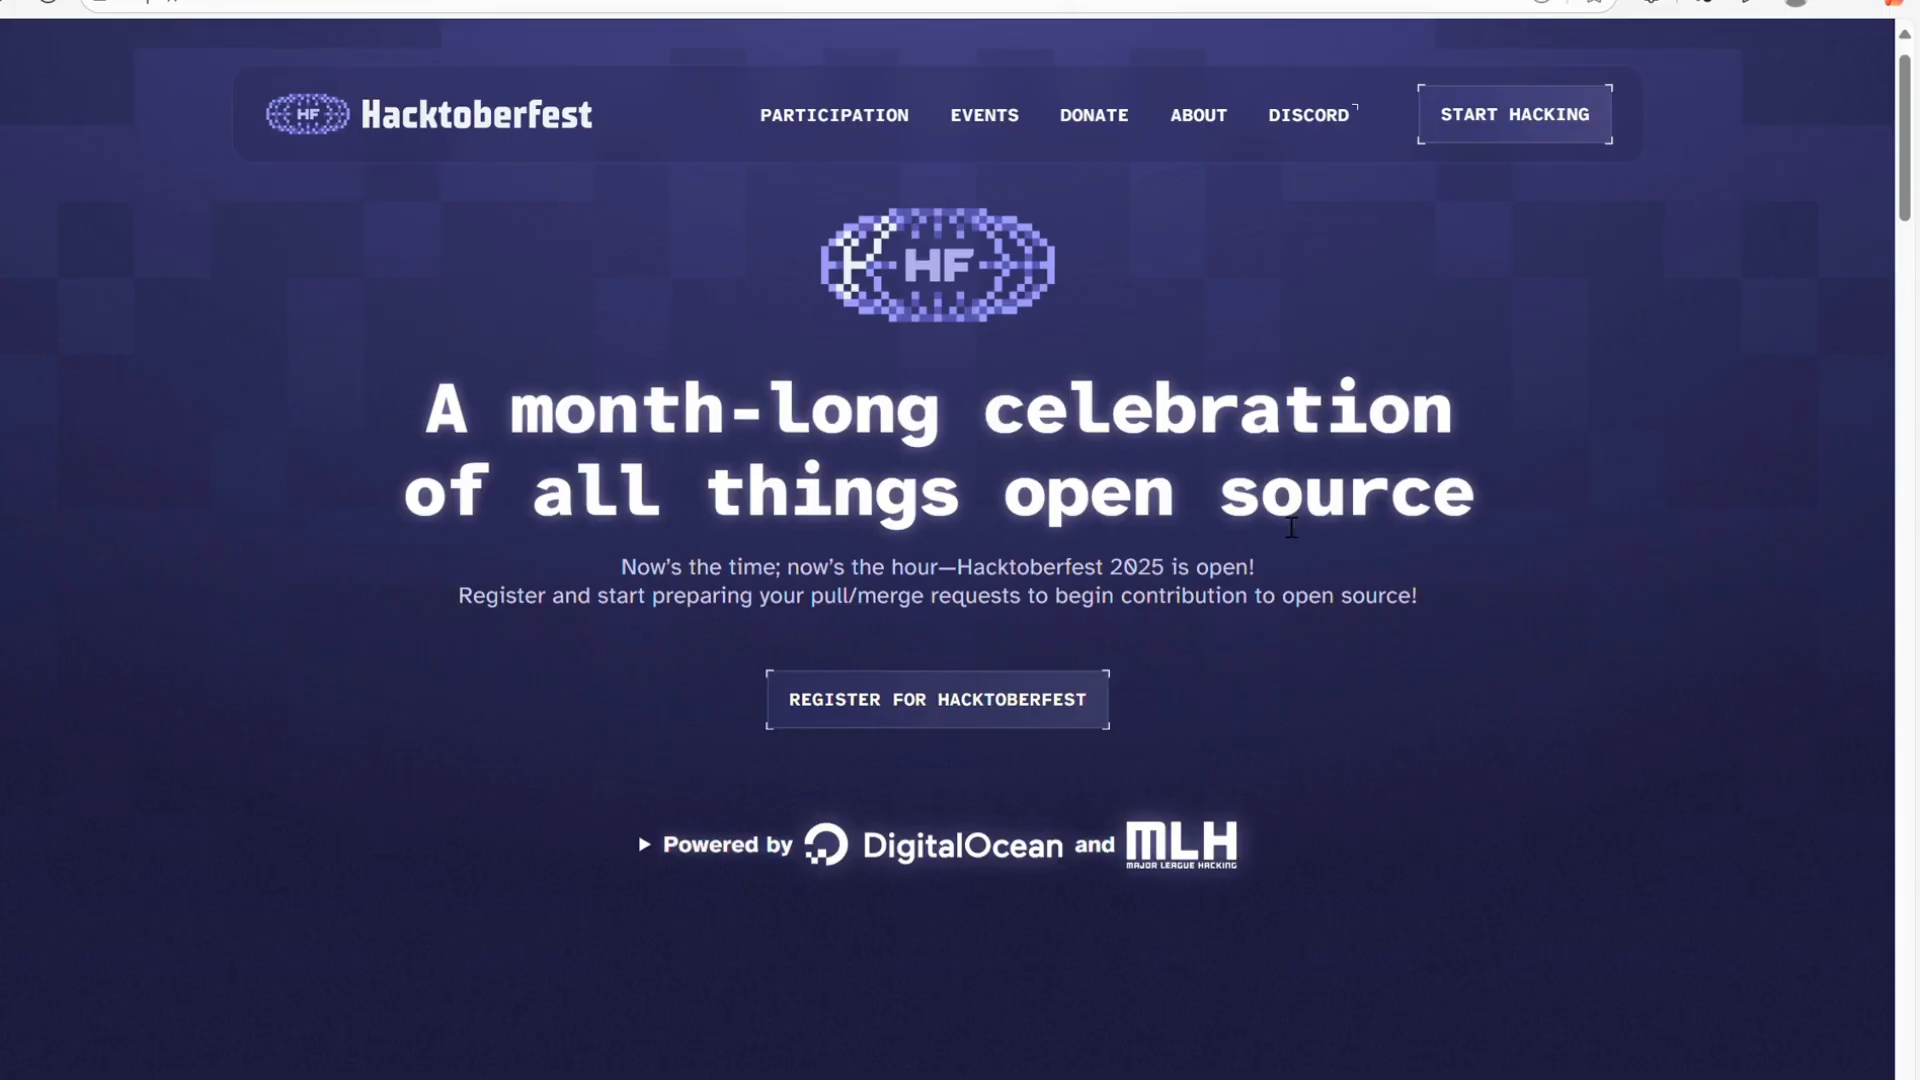 HF Hacktoberfest PARTICIPATION EVENTS DONATE ABOUT DISCORD START HACKING
HF
A month-long celebration
of all things open source
Now’s the time; now’s the hour—Hacktoberfest 2025 is open!
Register and start preparing your pull/merge requests to begin contribution to open source!
REGISTER FOR HACKTOBERFEST
Powered by DigitalOcean and MLH
MAJOR LEAGUE HACKING